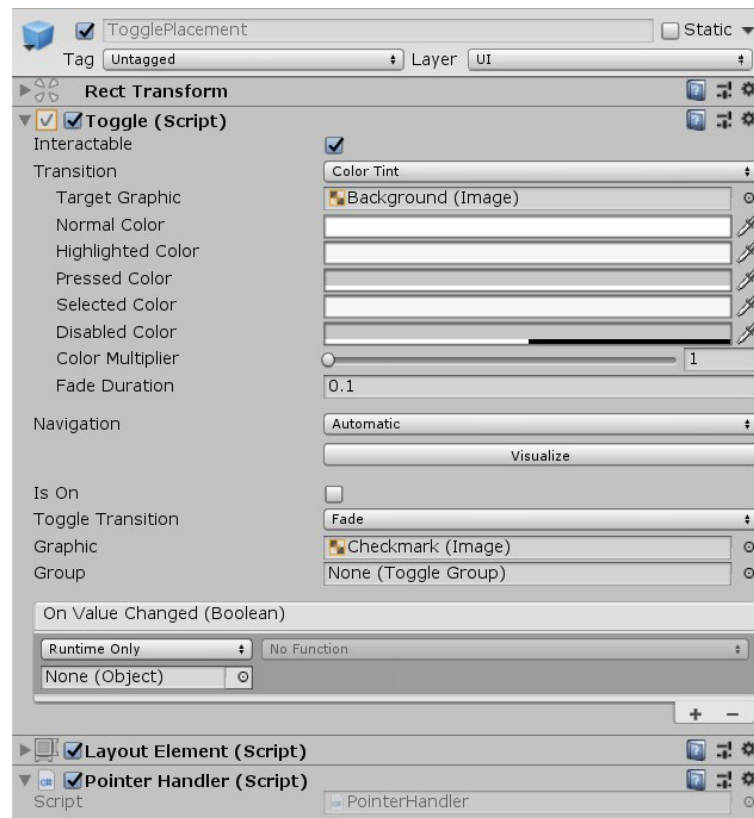 TogglePlacement Static
Tag Untagged Layer UI
Rect Transform
Toggle (Script)
Interactable
Transition Color Tint
Target Graphic Background (Image)
Normal Color
Highlighted Color
Pressed Color
Selected Color
Disabled Color
Color Multiplier 1
Fade Duration 0.1
Navigation Automatic
Visualize
Is On
Toggle Transition Fade
Graphic Checkmark (Image)
Group None (Toggle Group)
On Value Changed (Boolean)
Runtime Only No Function
None (Object)
+ −
Layout Element (Script)
c# Pointer Handler (Script)
Script PointerHandler